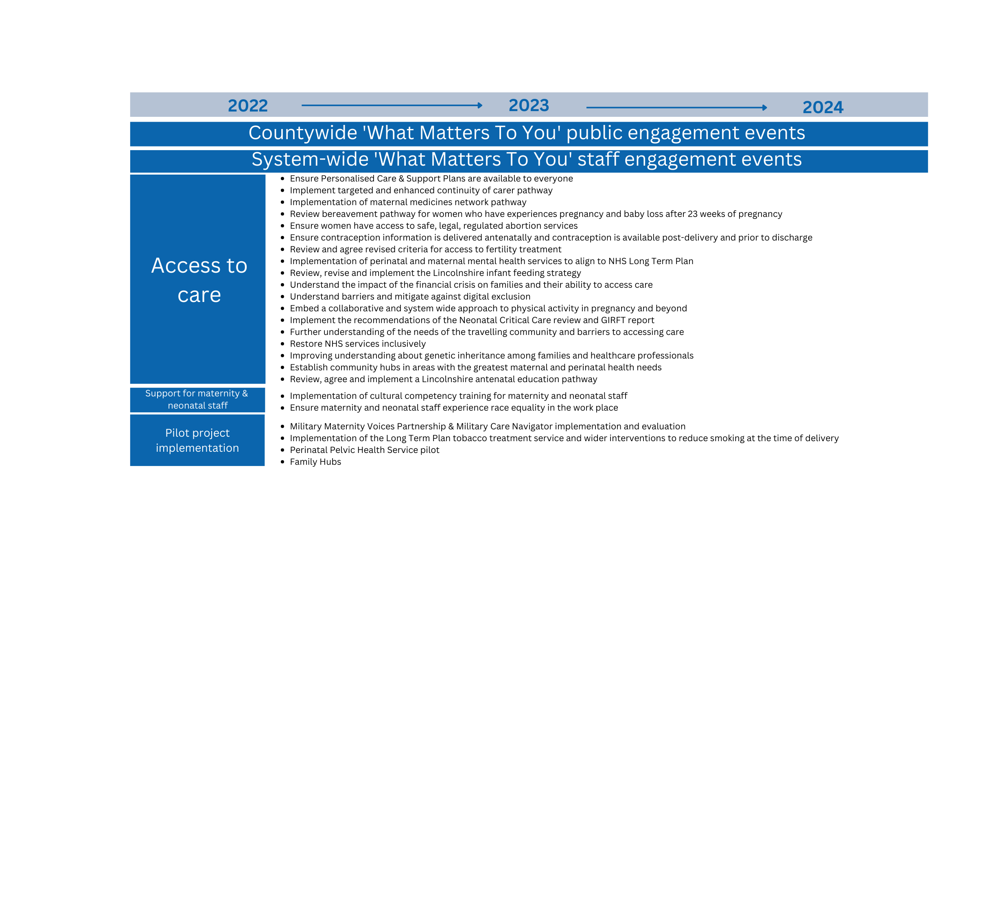 2022 2023 2024
Countywide 'What Matters To You' public engagement events
System-wide 'What Matters To You' staff engagement events
Access to
care
• Ensure Personalised Care & Support Plans are available to everyone
• Implement targeted and enhanced continuity of carer pathway
• Implementation of maternal medicines network pathway
• Review bereavement pathway for women who have experiences pregnancy and baby loss after 23 weeks of pregnancy
• Ensure women have access to safe, legal, regulated abortion services
• Ensure contraception information is delivered antenatally and contraception is available post-delivery and prior to discharge
• Review and agree revised criteria for access to fertility treatment
• Implementation of perinatal and maternal mental health services to align to NHS Long Term Plan
• Review, revise and implement the Lincolnshire infant feeding strategy
• Understand the impact of the financial crisis on families and their ability to access care
• Understand barriers and mitigate against digital exclusion
• Embed a collaborative and system wide approach to physical activity in pregnancy and beyond
• Implement the recommendations of the Neonatal Critical Care review and GIRFT report
• Further understanding of the needs of the travelling community and barriers to accessing care
• Restore NHS services inclusively
• Improving understanding about genetic inheritance among families and healthcare professionals
• Establish community hubs in areas with the greatest maternal and perinatal health needs
• Review, agree and implement a Lincolnshire antenatal education pathway
Support for maternity &
neonatal staff
• Implementation of cultural competency training for maternity and neonatal staff
• Ensure maternity and neonatal staff experience race equality in the work place
Pilot project
implementation
• Military Maternity Voices Partnership & Military Care Navigator implementation and evaluation
• Implementation of the Long Term Plan tobacco treatment service and wider interventions to reduce smoking at the time of delivery
• Perinatal Pelvic Health Service pilot
• Family Hubs